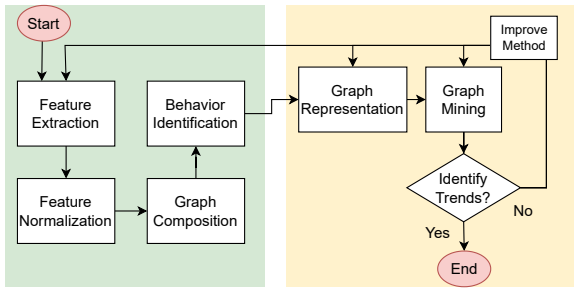 Start
Improve
Method
Feature
Extraction
Behavior
Identification
Graph
Representation
Graph
Mining
Feature
Normalization
Graph
Composition
Identify
Trends?
No
Yes
End